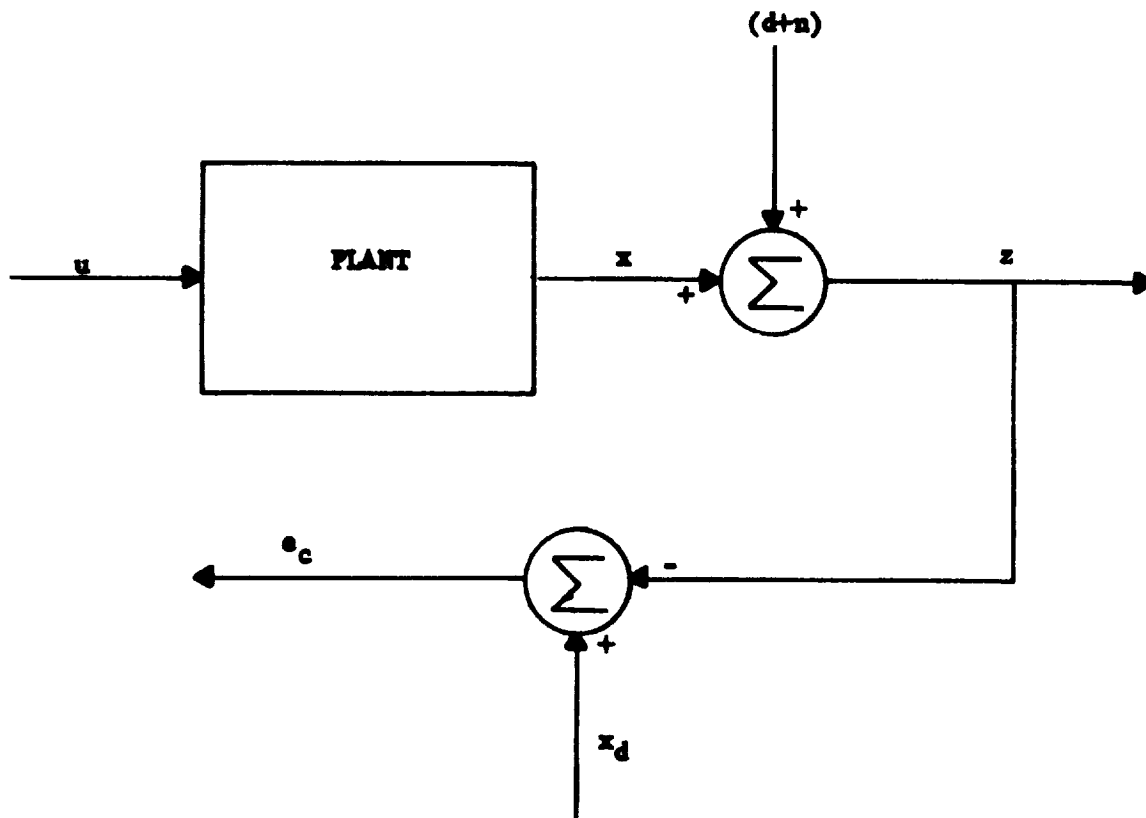 (d+n)
+
u
PLANT
x
+
Σ
z
e_c
Σ
-
+
x_d